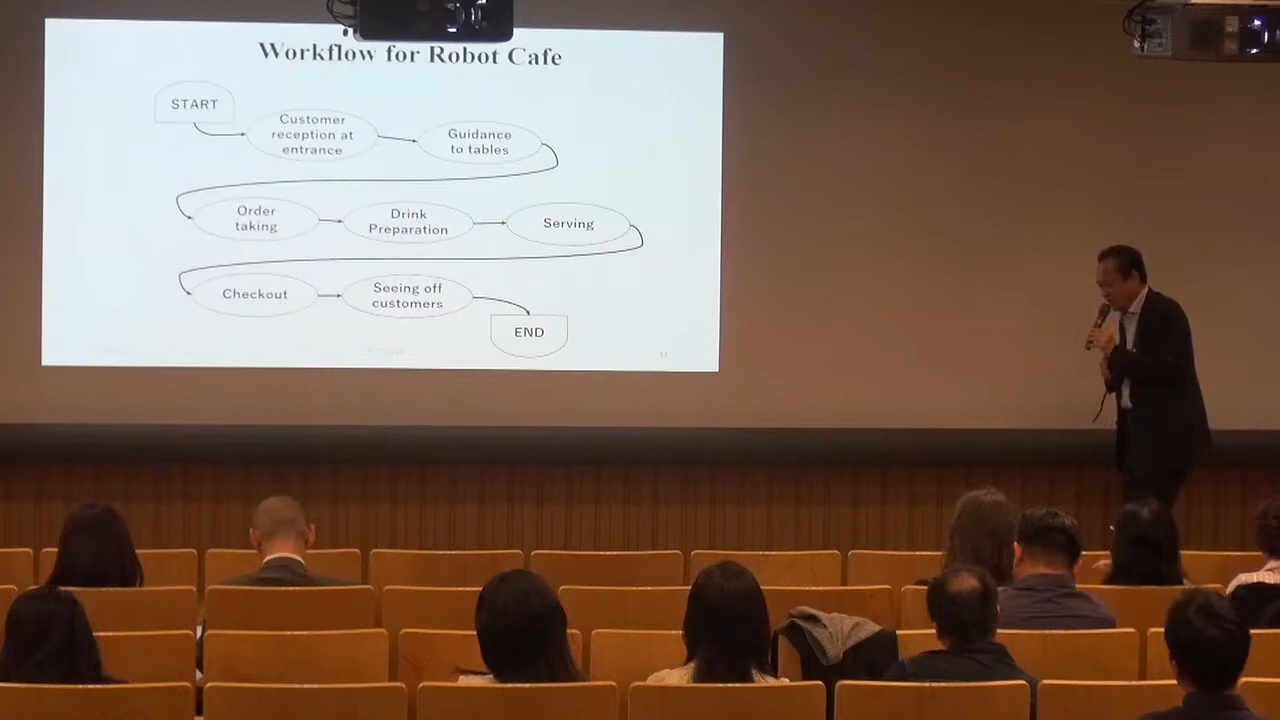 Workflow for Robot Cafe
START
Customer
reception at
entrance
Guidance
to tables
Order
taking
Drink
Preparation
Serving
Checkout
Seeing off
customers
END
11